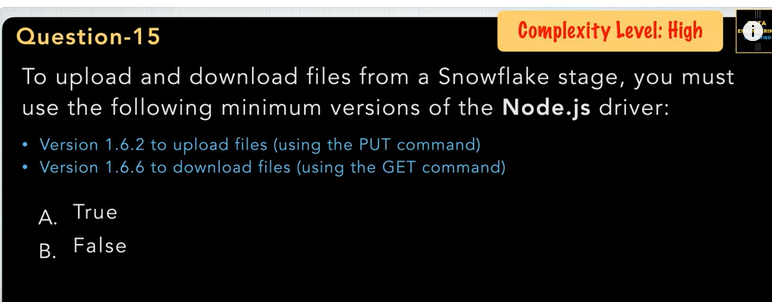 Question-15
Complexity Level: High
i
To upload and download files from a Snowflake stage, you must
use the following minimum versions of the Node.js driver:
• Version 1.6.2 to upload files (using the PUT command)
• Version 1.6.6 to download files (using the GET command)
A. True
B. False